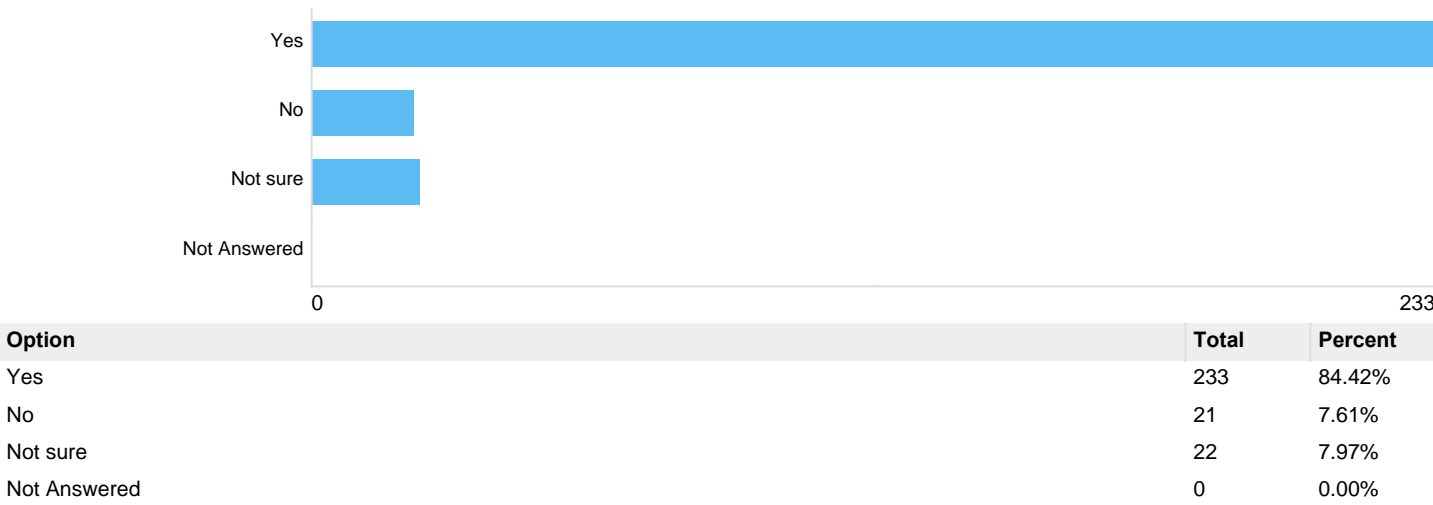 Yes
No
Not sure
Not Answered
0 233
Option Total Percent
Yes 233 84.42%
No 21 7.61%
Not sure 22 7.97%
Not Answered 0 0.00%